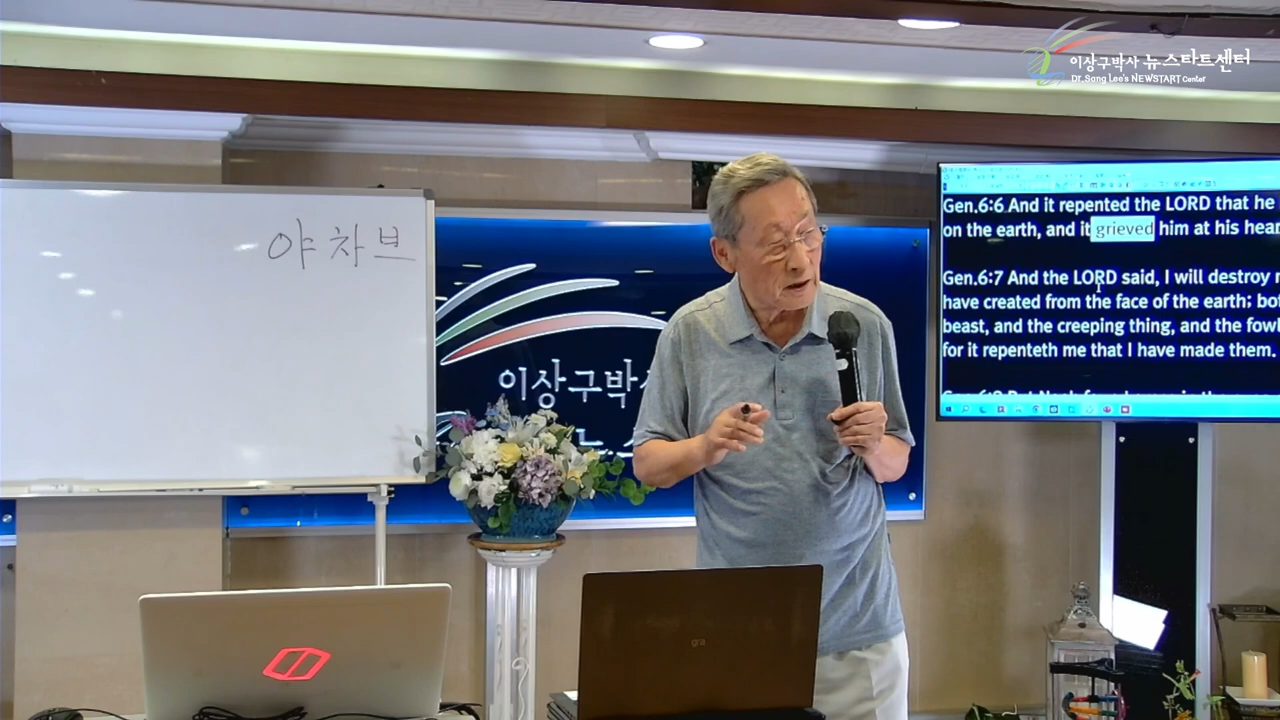 이상구박사 뉴스타트센터
Dr. Sang Lee's NEWSTART Center
야차브
이상구박사
Gen.6:6 And it repented the LORD that he
on the earth, and it grieved him at his hear
Gen.6:7 And the LORD said, I will destroy
have created from the face of the earth; bot
beast, and the creeping thing, and the fowl
for it repenteth me that I have made them.
gra